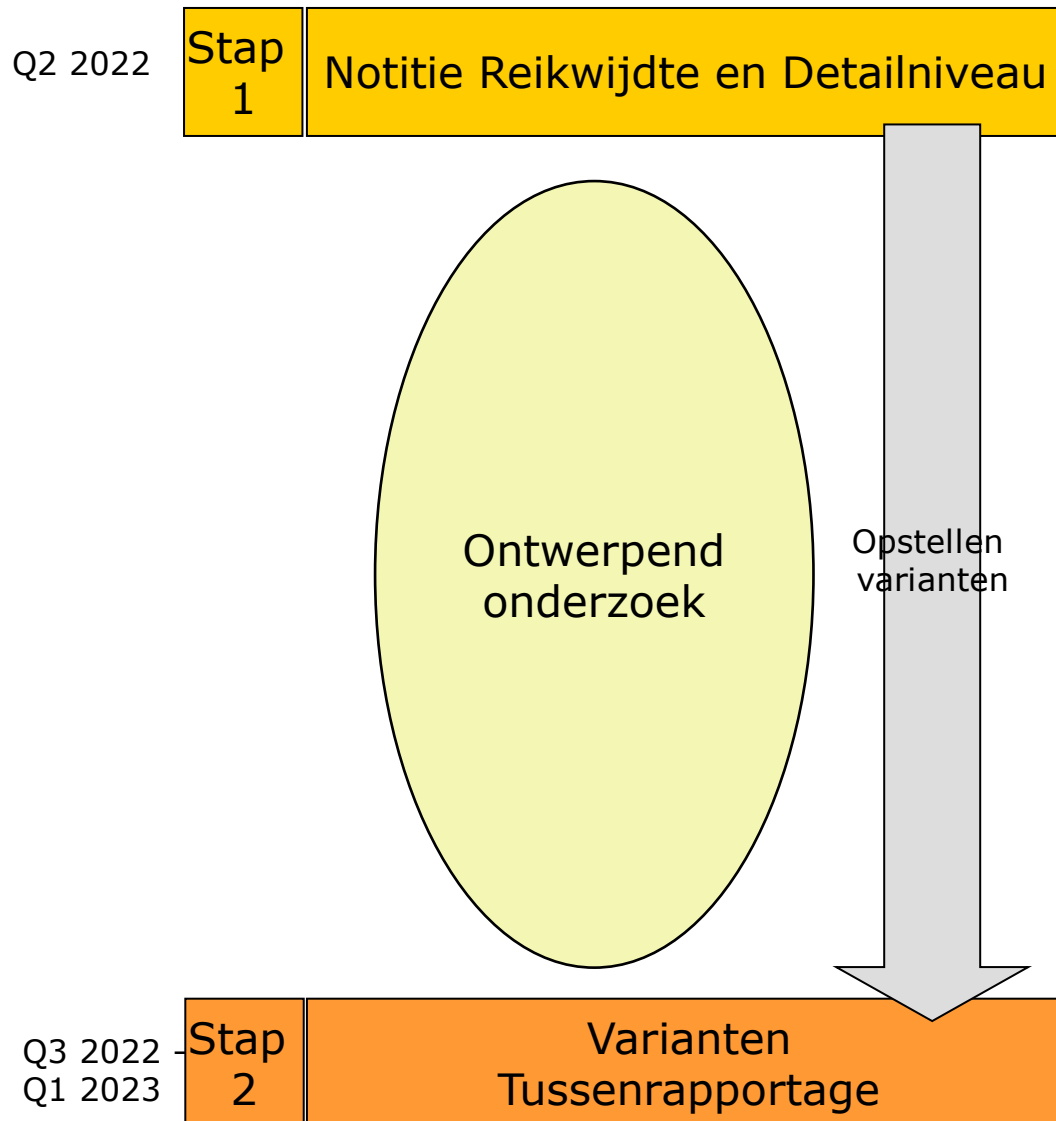 Q2 2022
Stap
1
Notitie Reikwijdte en Detailniveau
Ontwerpend
onderzoek
Opstellen
varianten
Q3 2022 -
Q1 2023
Stap
2
Varianten
Tussenrapportage